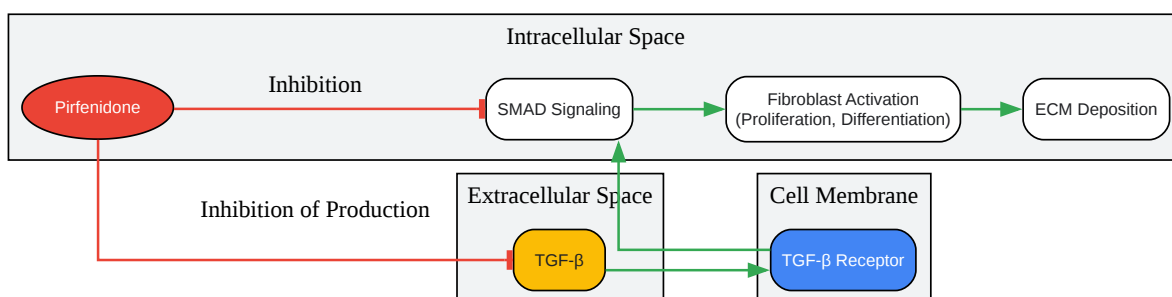 Intracellular Space
Inhibition
Pirfenidone
SMAD Signaling
Fibroblast Activation
(Proliferation, Differentiation)
ECM Deposition
Inhibition of Production
Extracellular Space
Cell Membrane
TGF-β
TGF-β Receptor